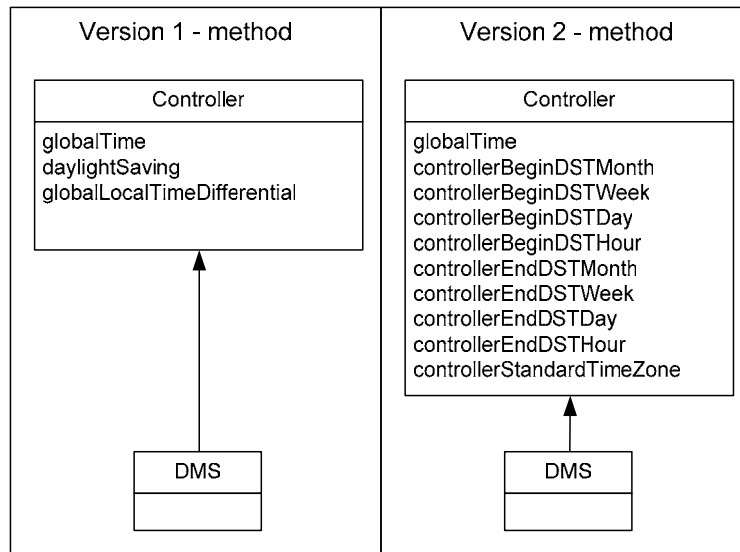 Version 1 - method
Controller
globalTime
daylightSaving
globalLocalTimeDifferential
DMS
Version 2 - method
Controller
globalTime
controllerBeginDSTMonth
controllerBeginDSTWeek
controllerBeginDSTDay
controllerBeginDSTHour
controllerEndDSTMonth
controllerEndDSTWeek
controllerEndDSTDay
controllerEndDSTHour
controllerStandardTimeZone
DMS